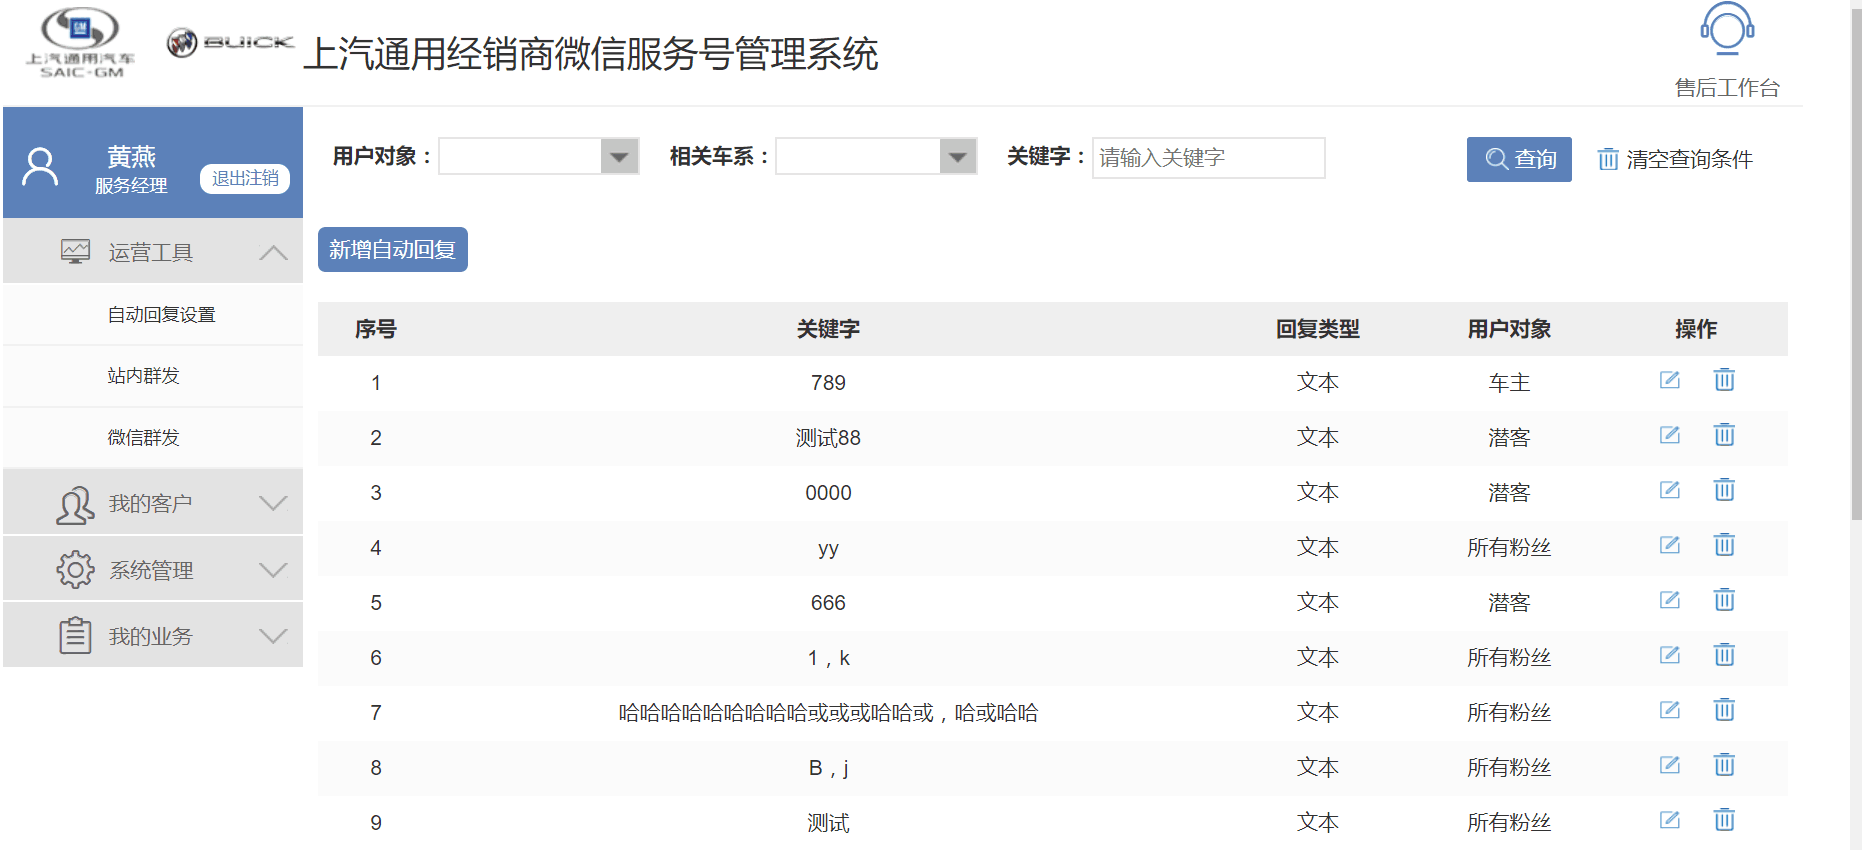 上汽通用汽车
SAIC-GM
BUICK
上汽通用经销商微信服务号管理系统
售后工作台
黄燕
服务经理
退出注销
运营工具
自动回复设置
站内群发
微信群发
我的客户
系统管理
我的业务
用户对象： 相关车系： 关键字： 请输入关键字 查询 清空查询条件
新增自动回复
序号 关键字 回复类型 用户对象 操作
1 789 文本 车主
2 测试88 文本 潜客
3 0000 文本 潜客
4 yy 文本 所有粉丝
5 666 文本 潜客
6 1，k 文本 所有粉丝
7 哈哈哈哈哈哈哈哈哈或或或哈哈或，哈或哈哈 文本 所有粉丝
8 B，j 文本 所有粉丝
9 测试 文本 所有粉丝